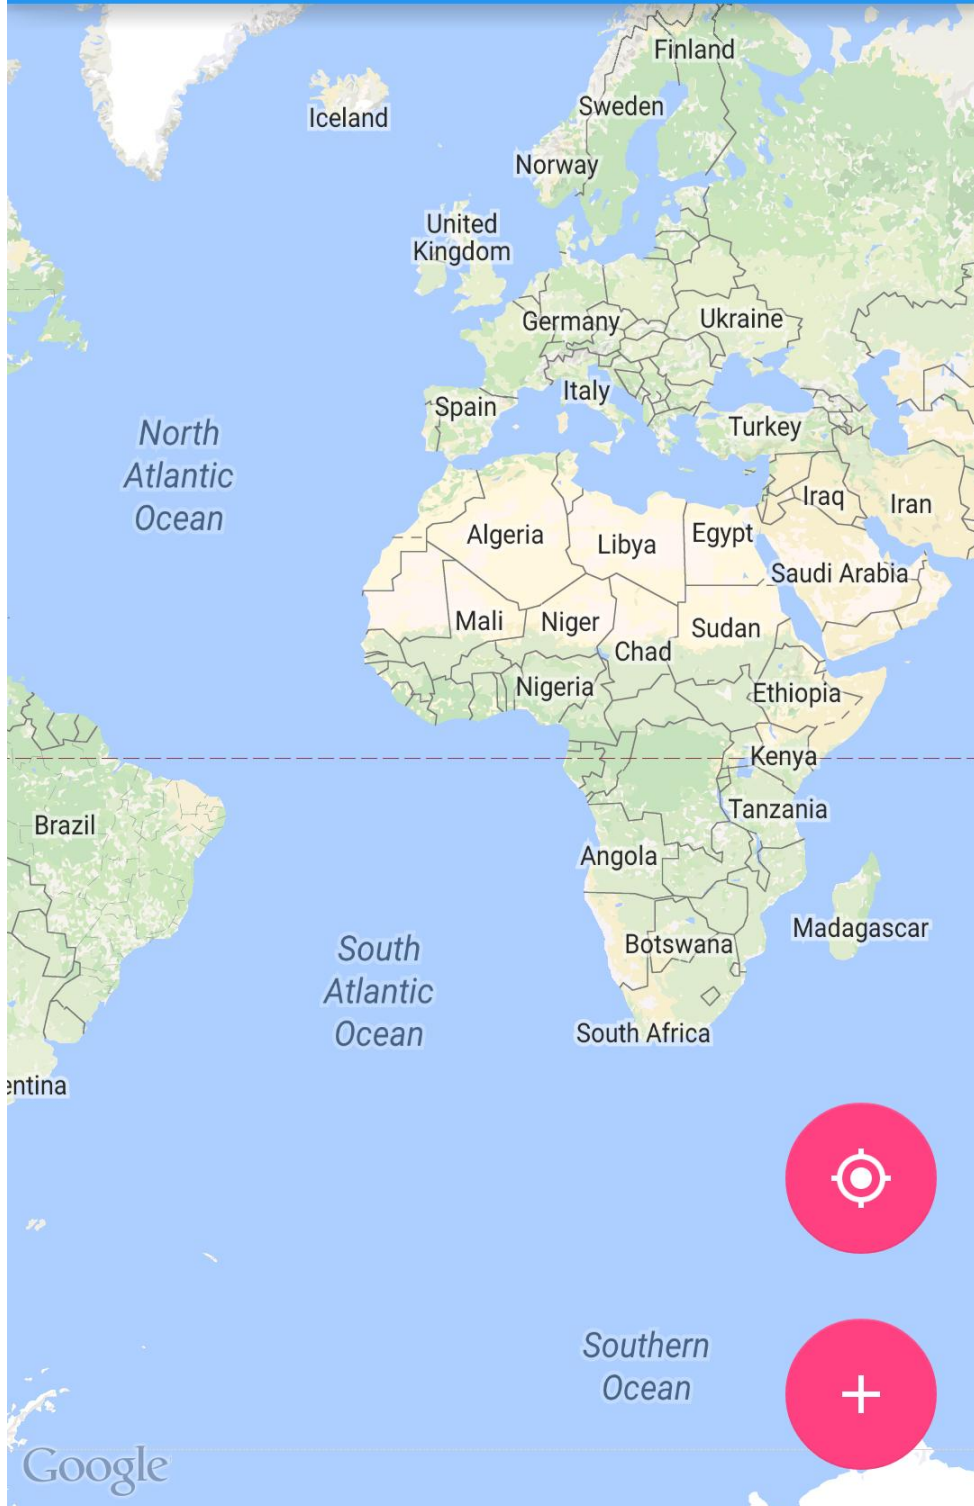 Finland
Iceland
Sweden
Norway
United
Kingdom
Germany
Ukraine
Italy
Spain
Turkey
North
Atlantic
Ocean
Iraq
Iran
Algeria
Libya
Egypt
Saudi Arabia
Mali
Niger
Sudan
Chad
Nigeria
Ethiopia
Kenya
Tanzania
Brazil
Angola
Madagascar
Botswana
South
Atlantic
Ocean
South Africa
entina
Southern
Ocean
Google